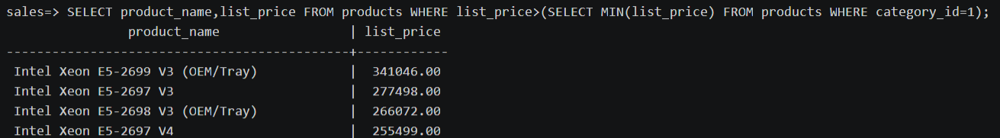 sales=> SELECT product_name,list_price FROM products WHERE list_price>(SELECT MIN(list_price) FROM products WHERE category_id=1);
                product_name                 | list_price
---------------------------------------------+------------
 Intel Xeon E5-2699 V3 (OEM/Tray)            |  341046.00
 Intel Xeon E5-2697 V3                       |  277498.00
 Intel Xeon E5-2698 V3 (OEM/Tray)            |  266072.00
 Intel Xeon E5-2697 V4                       |  255499.00